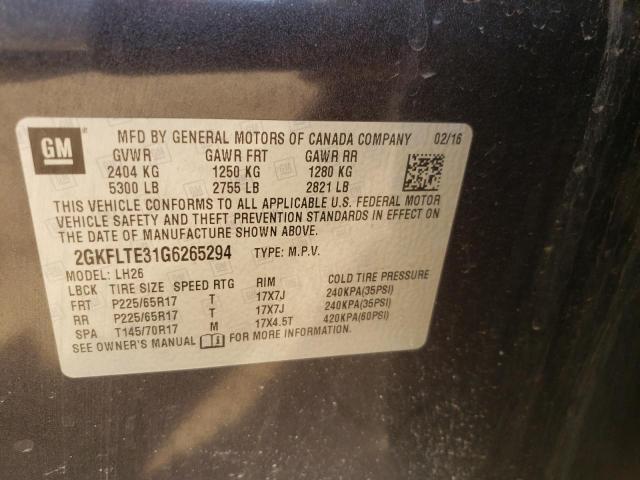 GM
MFD BY GENERAL MOTORS OF CANADA COMPANY 02/16
GVWR GAWR FRT GAWR RR
2404 KG 1250 KG 1280 KG
5300 LB 2755 LB 2821 LB
THIS VEHICLE CONFORMS TO ALL APPLICABLE U.S. FEDERAL MOTOR
VEHICLE SAFETY AND THEFT PREVENTION STANDARDS IN EFFECT ON
THE DATE OF MANUFACTURE SHOWN ABOVE.
2GKFLTE31G6265294 TYPE: M.P.V.
MODEL: LH26
LBCK TIRE SIZE SPEED RTG RIM COLD TIRE PRESSURE
FRT P225/65R17 T 17X7J 240KPA(35PSI)
RR P225/65R17 T 17X7J 240KPA(35PSI)
SPA T145/70R17 M 17X4.5T 420KPA(60PSI)
SEE OWNER'S MANUAL FOR MORE INFORMATION.